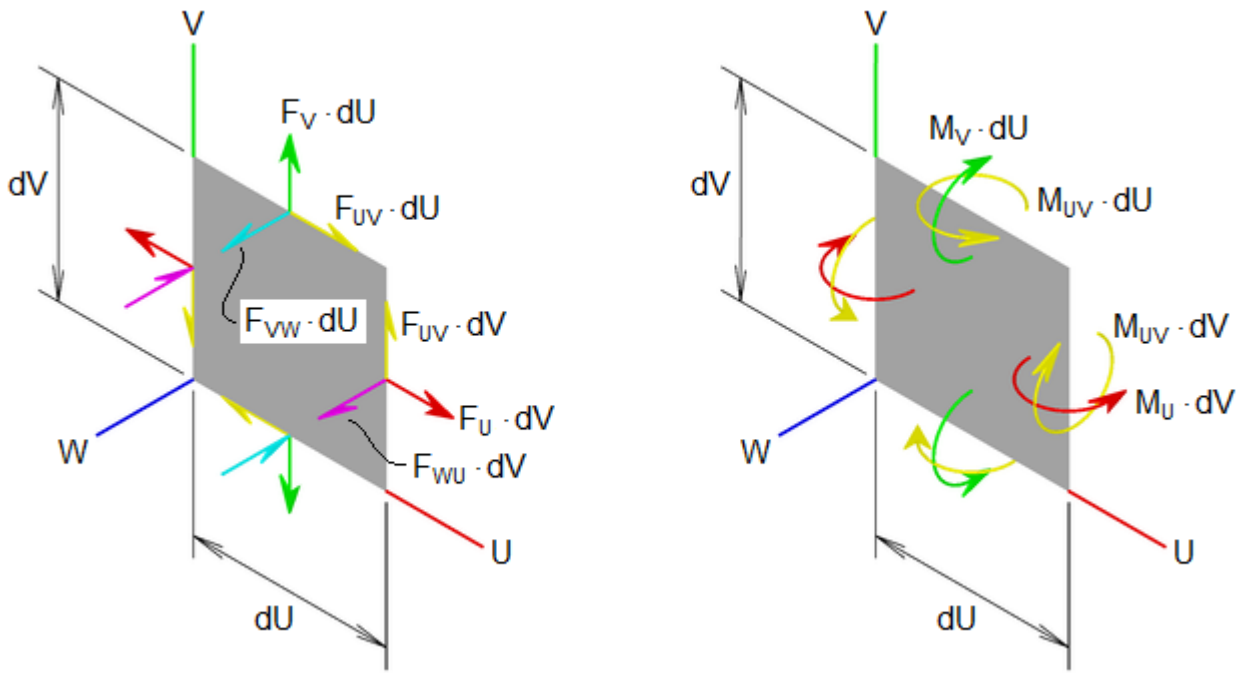 V
F_V · dU
dV
F_UV · dU
F_VW · dU
F_UV · dV
F_U · dV
W
F_WU · dV
U
dU
V
M_V · dU
dV
M_UV · dU
M_UV · dV
M_U · dV
W
U
dU